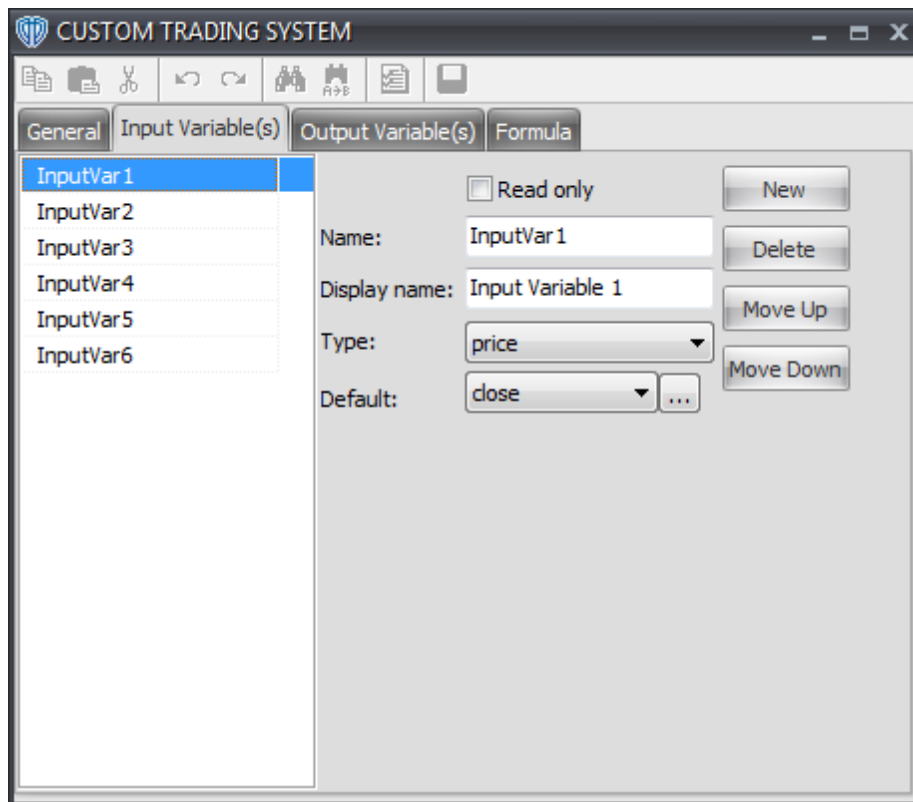 CUSTOM TRADING SYSTEM
A→B
General Input Variable(s) Output Variable(s) Formula
InputVar1
InputVar2
InputVar3
InputVar4
InputVar5
InputVar6
Read only
Name: InputVar1
Display name: Input Variable 1
Type: price
Default: close ...
New
Delete
Move Up
Move Down